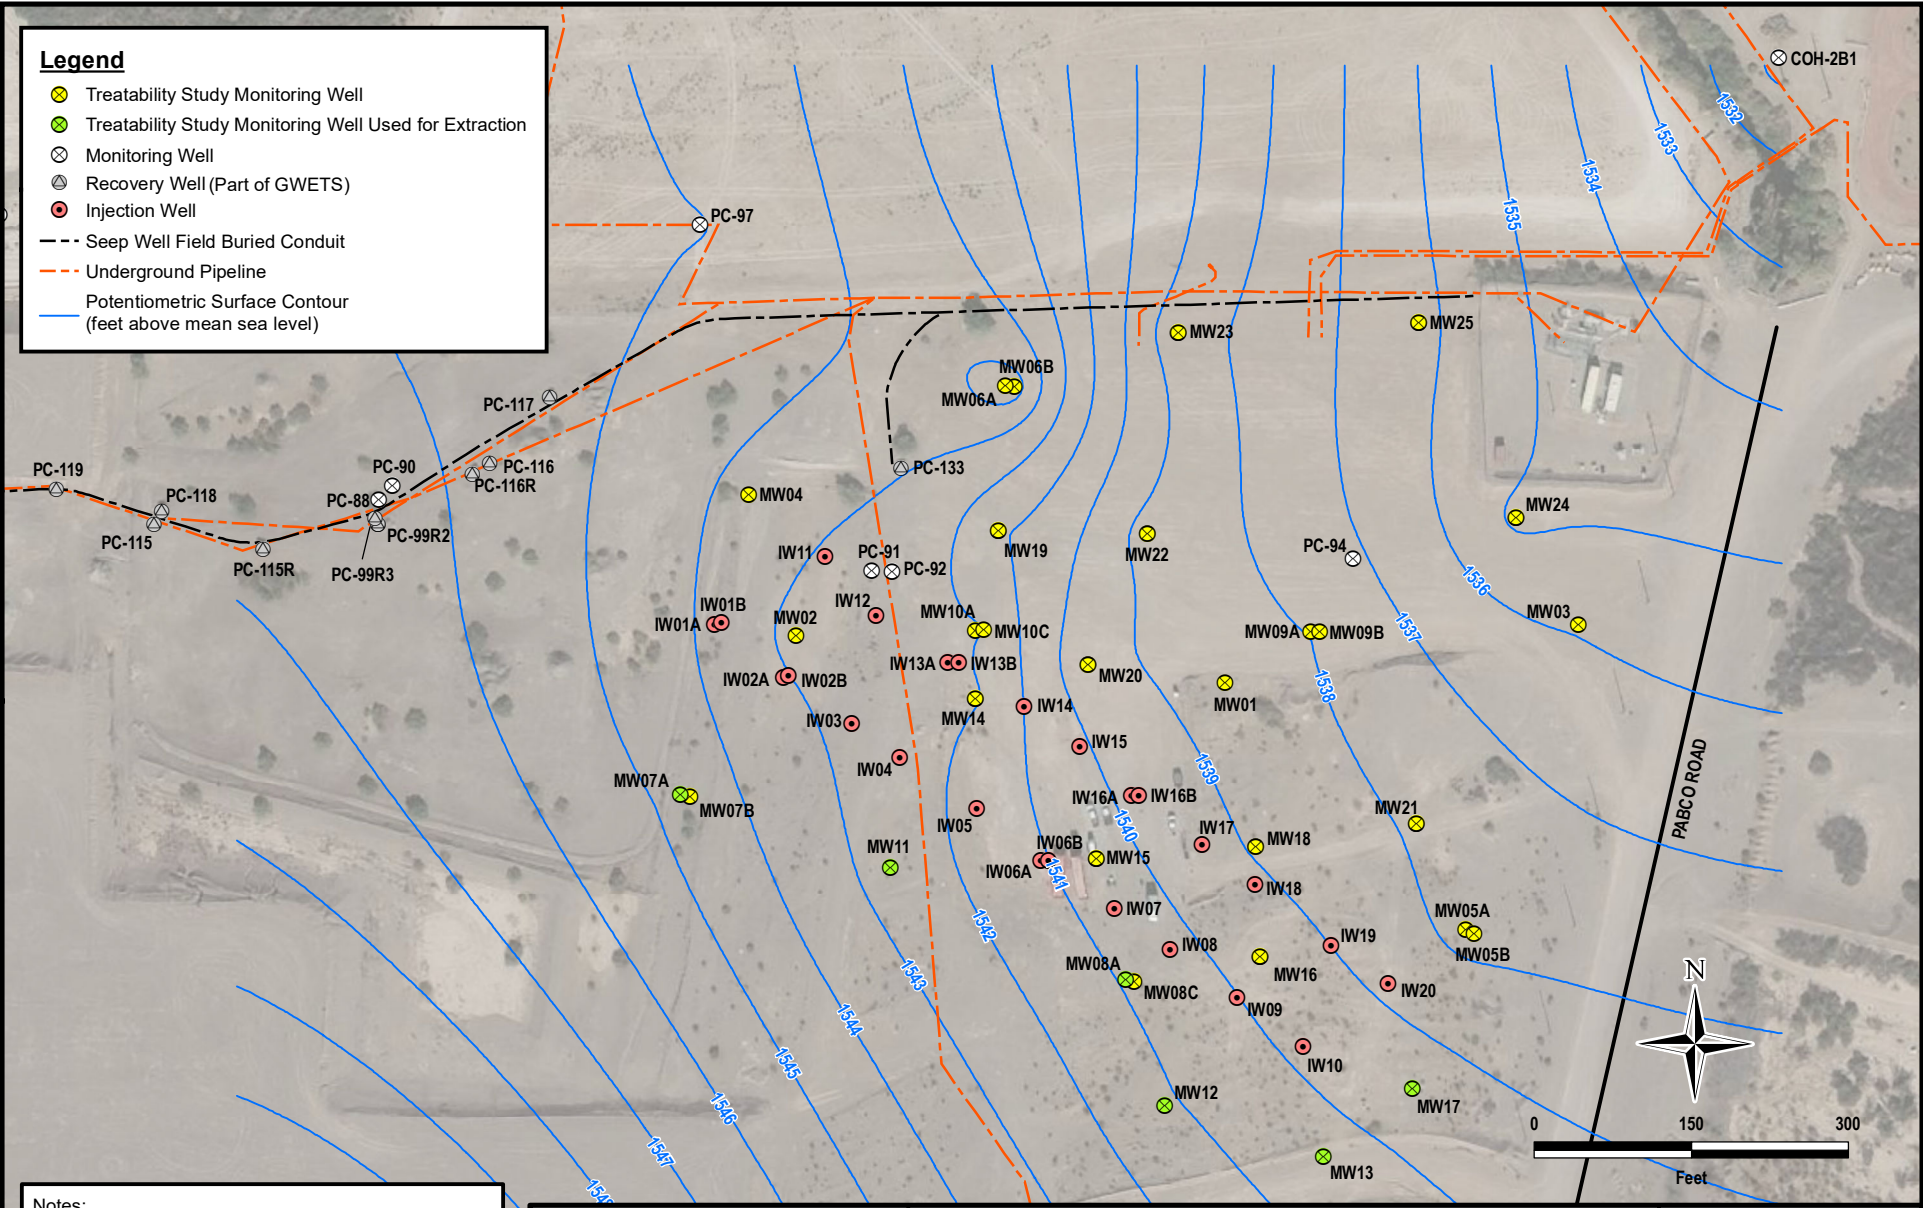 Legend
Treatability Study Monitoring Well
Treatability Study Monitoring Well Used for Extraction
Monitoring Well
Recovery Well (Part of GWETS)
Injection Well
Seep Well Field Buried Conduit
Underground Pipeline
Potentiometric Surface Contour
(feet above mean sea level)
COH-2B1
1532
1533
1534
1535
PC-97
MW23
MW25
MW06B
MW06A
PC-117
PC-133
PC-119
PC-90
PC-116
PC-116R
PC-118
PC-88
MW04
MW24
PC-115
PC-99R2
MW19
MW22
PC-94
PC-115R
PC-99R3
IW11
PC-91
PC-92
1536
IW01B
IW12
MW10A
MW03
IW01A
MW02
MW10C
MW09A
MW09B
1537
IW13A
IW13B
IW02A
IW02B
MW20
1538
MW14
IW14
MW01
IW03
IW15
IW04
1539
PABCO ROAD
MW07A
MW07B
IW16A
IW16B
MW21
IW05
1540
IW17
MW11
IW06B
MW15
MW18
IW06A
1541
IW18
IW07
MW05A
1542
IW08
IW19
MW05B
MW08A
MW16
1543
MW08C
IW20
N
IW09
1544
IW10
1545
MW12
MW17
1546
0
150
300
1547
MW13
Feet
Notes: